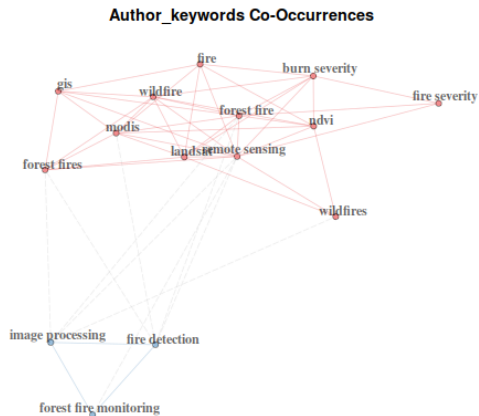 Author_keywords Co-Occurrences
fire
burn severity
gis
wildfire
fire severity
forest fire
modis
ndvi
landsat
remote sensing
forest fires
wildfires
image processing
fire detection
forest fire monitoring